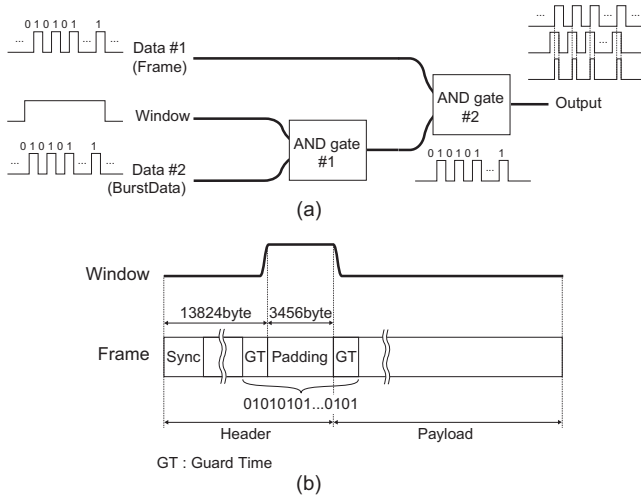 ... 0 1 0 1 0 1 ... 1 ...
Data #1
(Frame)
Window
... 0 1 0 1 0 1 ... 1 ...
Data #2
(BurstData)
AND gate
#1
AND gate
#2
Output
... ...
... ...
... ...
0 1 0 1 0 1 ... 1
(a)
Window
13824byte
3456byte
Frame
Sync
GT
Padding
GT
01010101...0101
Header
Payload
GT : Guard Time
(b)